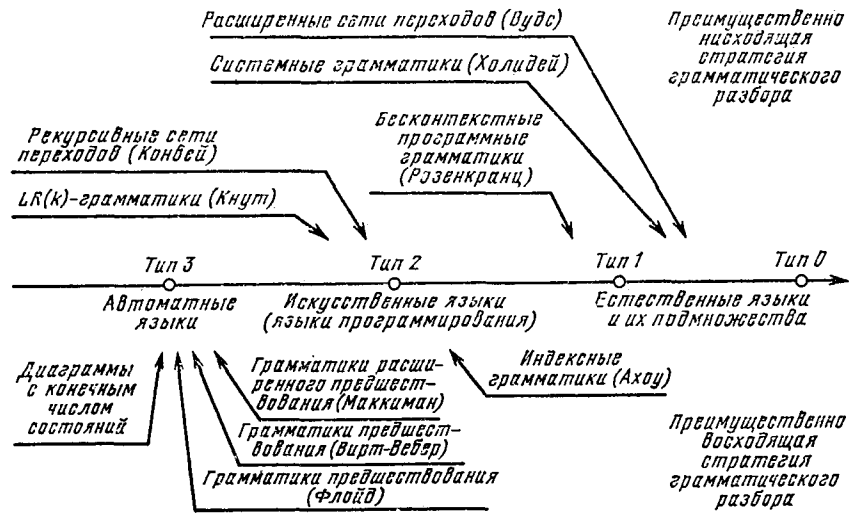 Расширенные сети переходов (Вудс)
Системные грамматики (Холидей)
Преимущественно
нисходящая
стратегия
грамматического
разбора
Рекурсивные сети
переходов (Конвей)
LR(k)-грамматики (Кнут)
Бесконтекстные
программные
грамматики
(Розенкранц)
Тип 3
Тип 2
Тип 1
Тип 0
Автоматные
языки
Искусственные языки
(языки программирования)
Естественные языки
и их подмножества
Диаграммы
с конечным
числом
состояний
Грамматики расши-
ренного предшест-
вования (Маккиман)
Грамматики предшест-
вования (Вирт-Вебер)
Грамматики предшествования
(Флойд)
Индексные
грамматики (Ахоу)
Преимущественно
восходящая
стратегия
грамматического
разбора